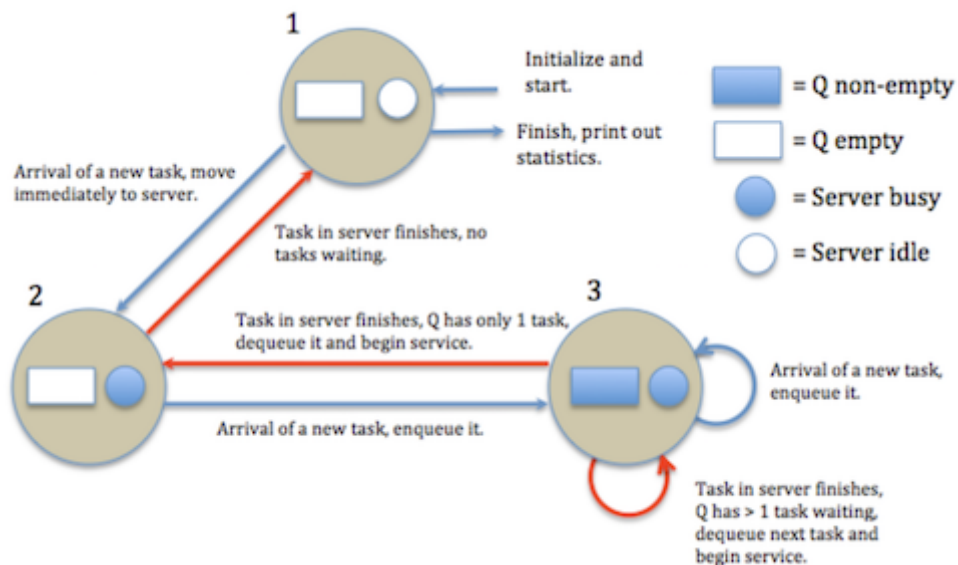 1
Initialize and
start.
Finish, print out
statistics.
= Q non-empty
= Q empty
= Server busy
= Server idle
Arrival of a new task, move
immediately to server.
Task in server finishes, no
tasks waiting.
2
3
Task in server finishes, Q has only 1 task,
dequeue it and begin service.
Arrival of a new task,
enqueue it.
Arrival of a new task, enqueue it.
Task in server finishes,
Q has > 1 task waiting,
dequeue next task and
begin service.